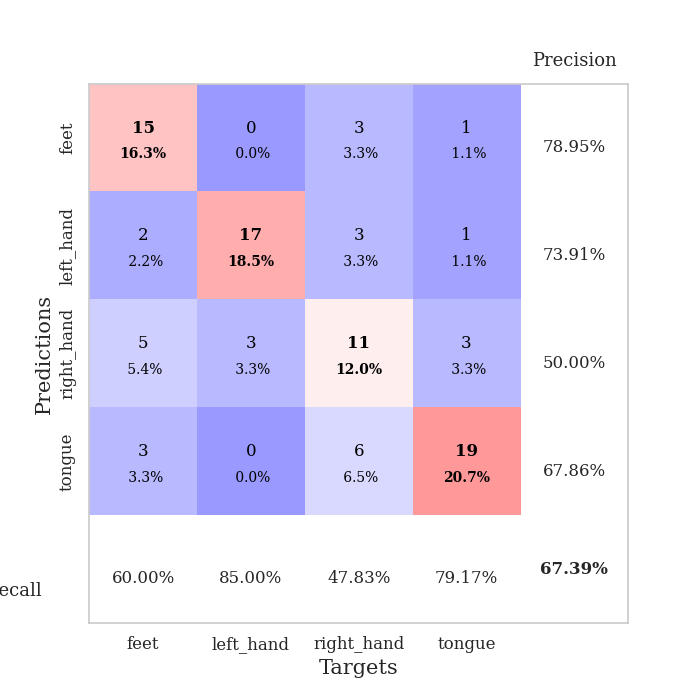 Precision
feet 15 0 3 1 78.95%
16.3% 0.0% 3.3% 1.1%
left_hand 2 17 3 1 73.91%
2.2% 18.5% 3.3% 1.1%
Predictions
right_hand 5 3 11 3 50.00%
5.4% 3.3% 12.0% 3.3%
tongue 3 0 6 19 67.86%
3.3% 0.0% 6.5% 20.7%
ecall 60.00% 85.00% 47.83% 79.17% 67.39%
feet left_hand right_hand tongue
Targets